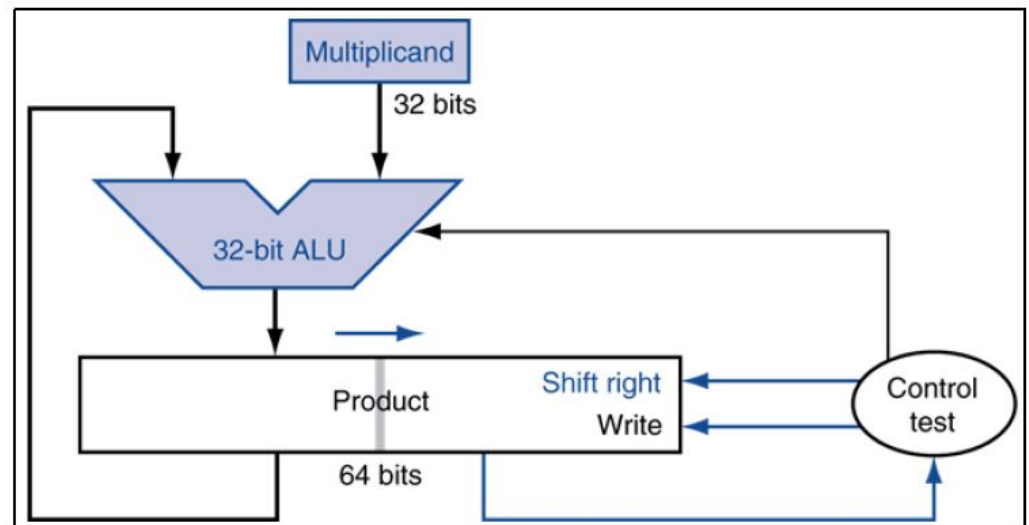 Multiplicand
32 bits
32-bit ALU
Product
Shift right
Write
64 bits
Control
test